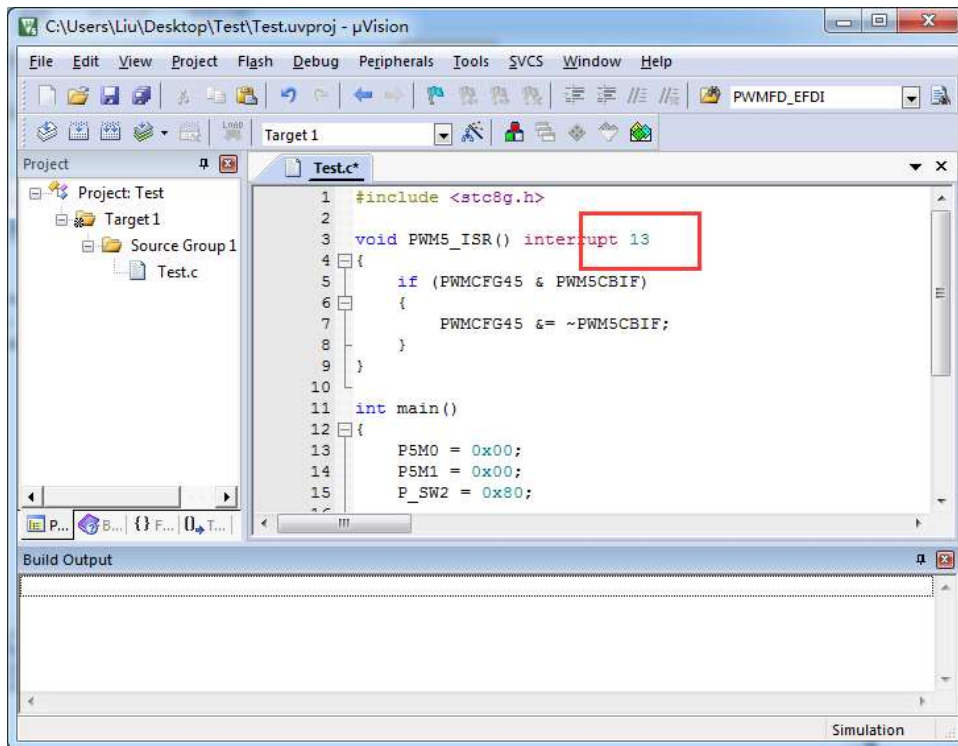 C:\Users\Liu\Desktop\Test\Test.uvproj - µVision
File Edit View Project Flash Debug Peripherals Tools SVCS Window Help
PWMFD_EFDI
LOAD Target 1
Project
Test.c*
Project: Test
Target 1
Source Group 1
Test.c
1 #include <stc8g.h>
2
3 void PWM5_ISR() interrupt 13
4 {
5 if (PWMCFG45 & PWM5CBIF)
6 {
7 PWMCFG45 &= ~PWM5CBIF;
8 }
9 }
10
11 int main()
12 {
13 P5M0 = 0x00;
14 P5M1 = 0x00;
15 P_SW2 = 0x80;
P... B... {} F... 0 T...
Build Output
Simulation